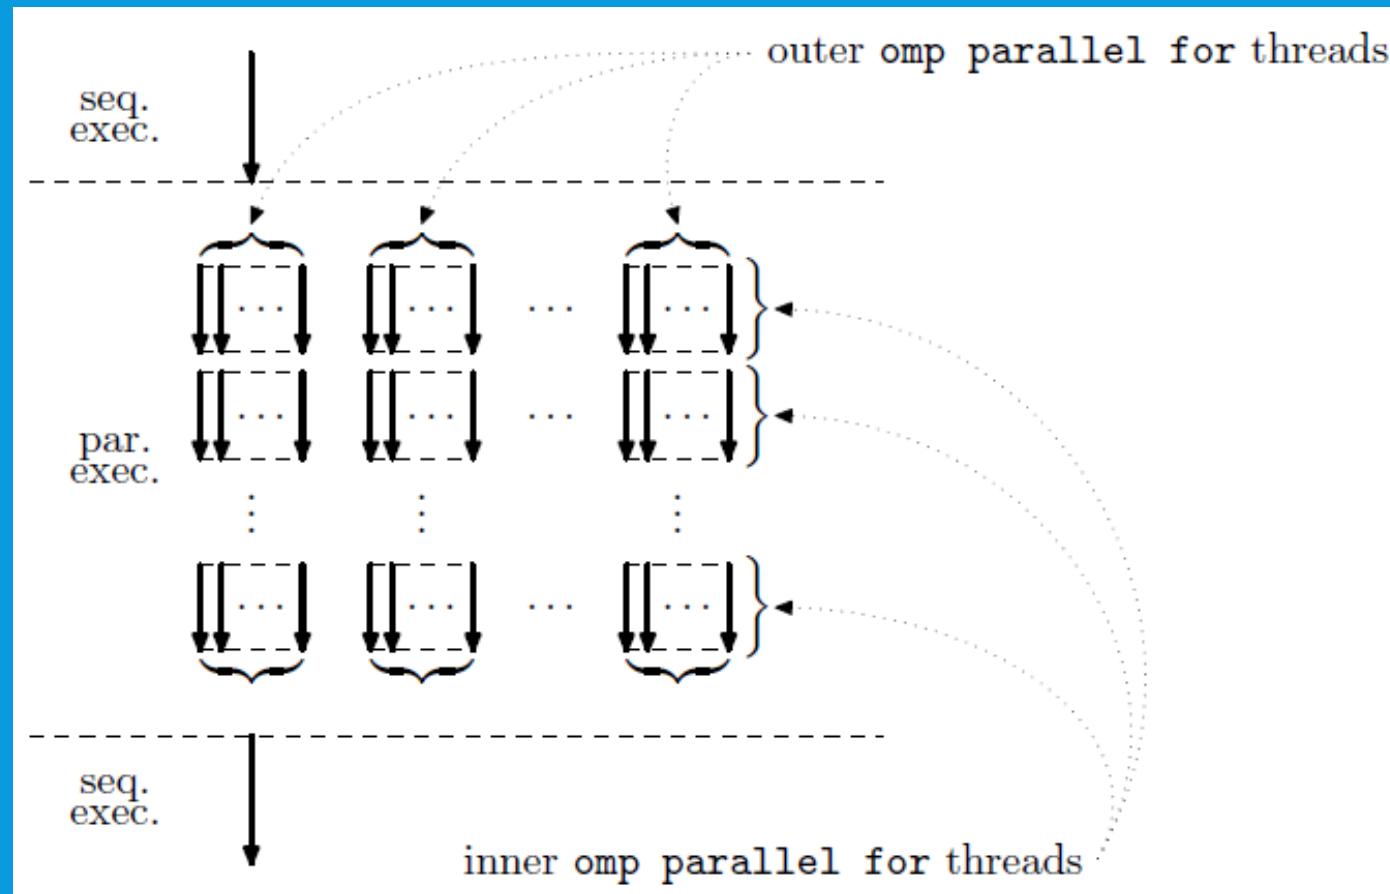 outer omp parallel for threads
seq.
exec.
... ... ... ...
... ... ... ...
par.
exec.
⋮ ⋮ ⋮
... ... ... ...
seq.
exec.
inner omp parallel for threads